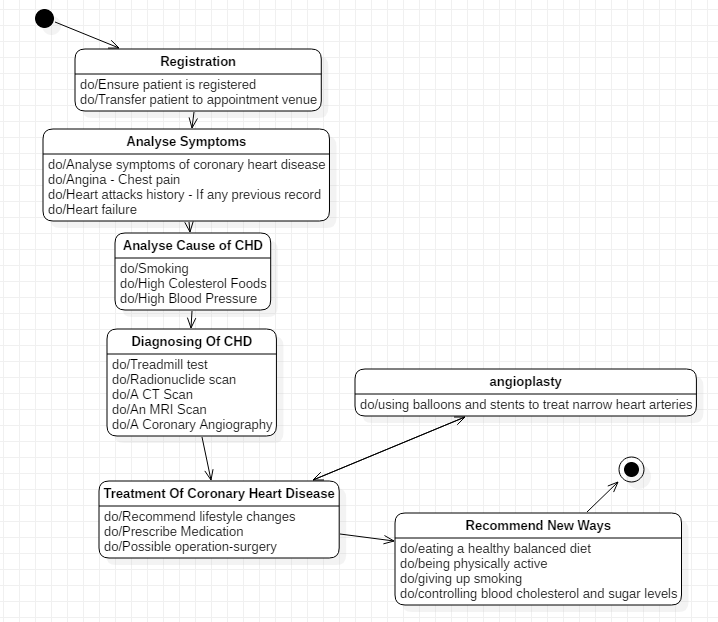 Registration
do/Ensure patient is registered
do/Transfer patient to appointment venue
Analyse Symptoms
do/Analyse symptoms of coronary heart disease
do/Angina - Chest pain
do/Heart attacks history - If any previous record
do/Heart failure
Analyse Cause of CHD
do/Smoking
do/High Colesterol Foods
do/High Blood Pressure
Diagnosing Of CHD
do/Treadmill test
do/Radionuclide scan
do/A CT Scan
do/An MRI Scan
do/A Coronary Angiography
angioplasty
do/using balloons and stents to treat narrow heart arteries
Treatment Of Coronary Heart Disease
do/Recommend lifestyle changes
do/Prescribe Medication
do/Possible operation-surgery
Recommend New Ways
do/eating a healthy balanced diet
do/being physically active
do/giving up smoking
do/controlling blood cholesterol and sugar levels